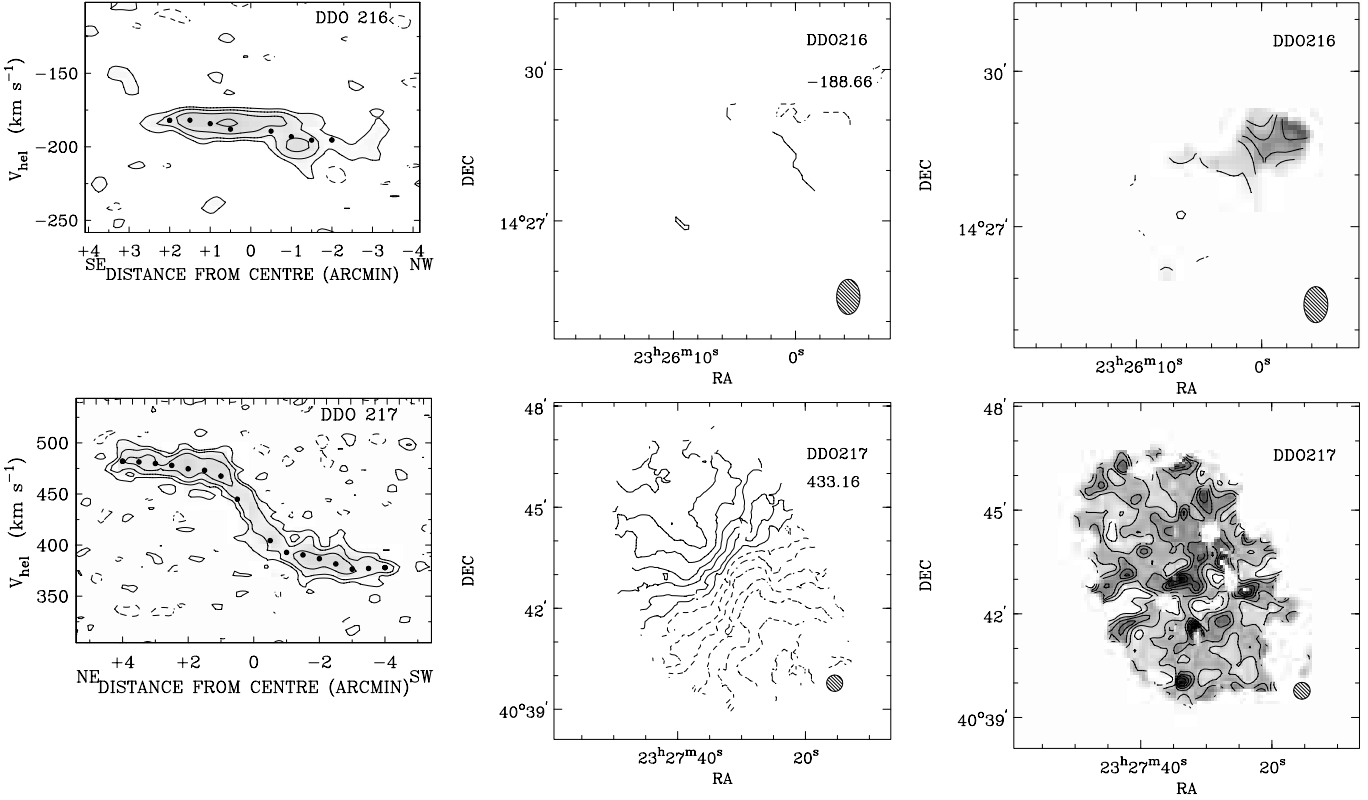 DDO 216
−150
−200
−250
V_hel (km s⁻¹)
+4 +3 +2 +1 0 −1 −2 −3 −4
SE DISTANCE FROM CENTRE (ARCMIN) NW
DDO216
−188.66
30′
14°27′
DEC
23ʰ26ᵐ10ˢ 0ˢ
RA
DDO216
30′
14°27′
DEC
23ʰ26ᵐ10ˢ 0ˢ
RA
DDO 217
500
450
400
350
V_hel (km s⁻¹)
+4 +2 0 −2 −4
NE DISTANCE FROM CENTRE (ARCMIN) SW
DDO217
433.16
48′
45′
42′
40°39′
DEC
23ʰ27ᵐ40ˢ 20ˢ
RA
DDO217
48′
45′
42′
40°39′
DEC
23ʰ27ᵐ40ˢ 20ˢ
RA